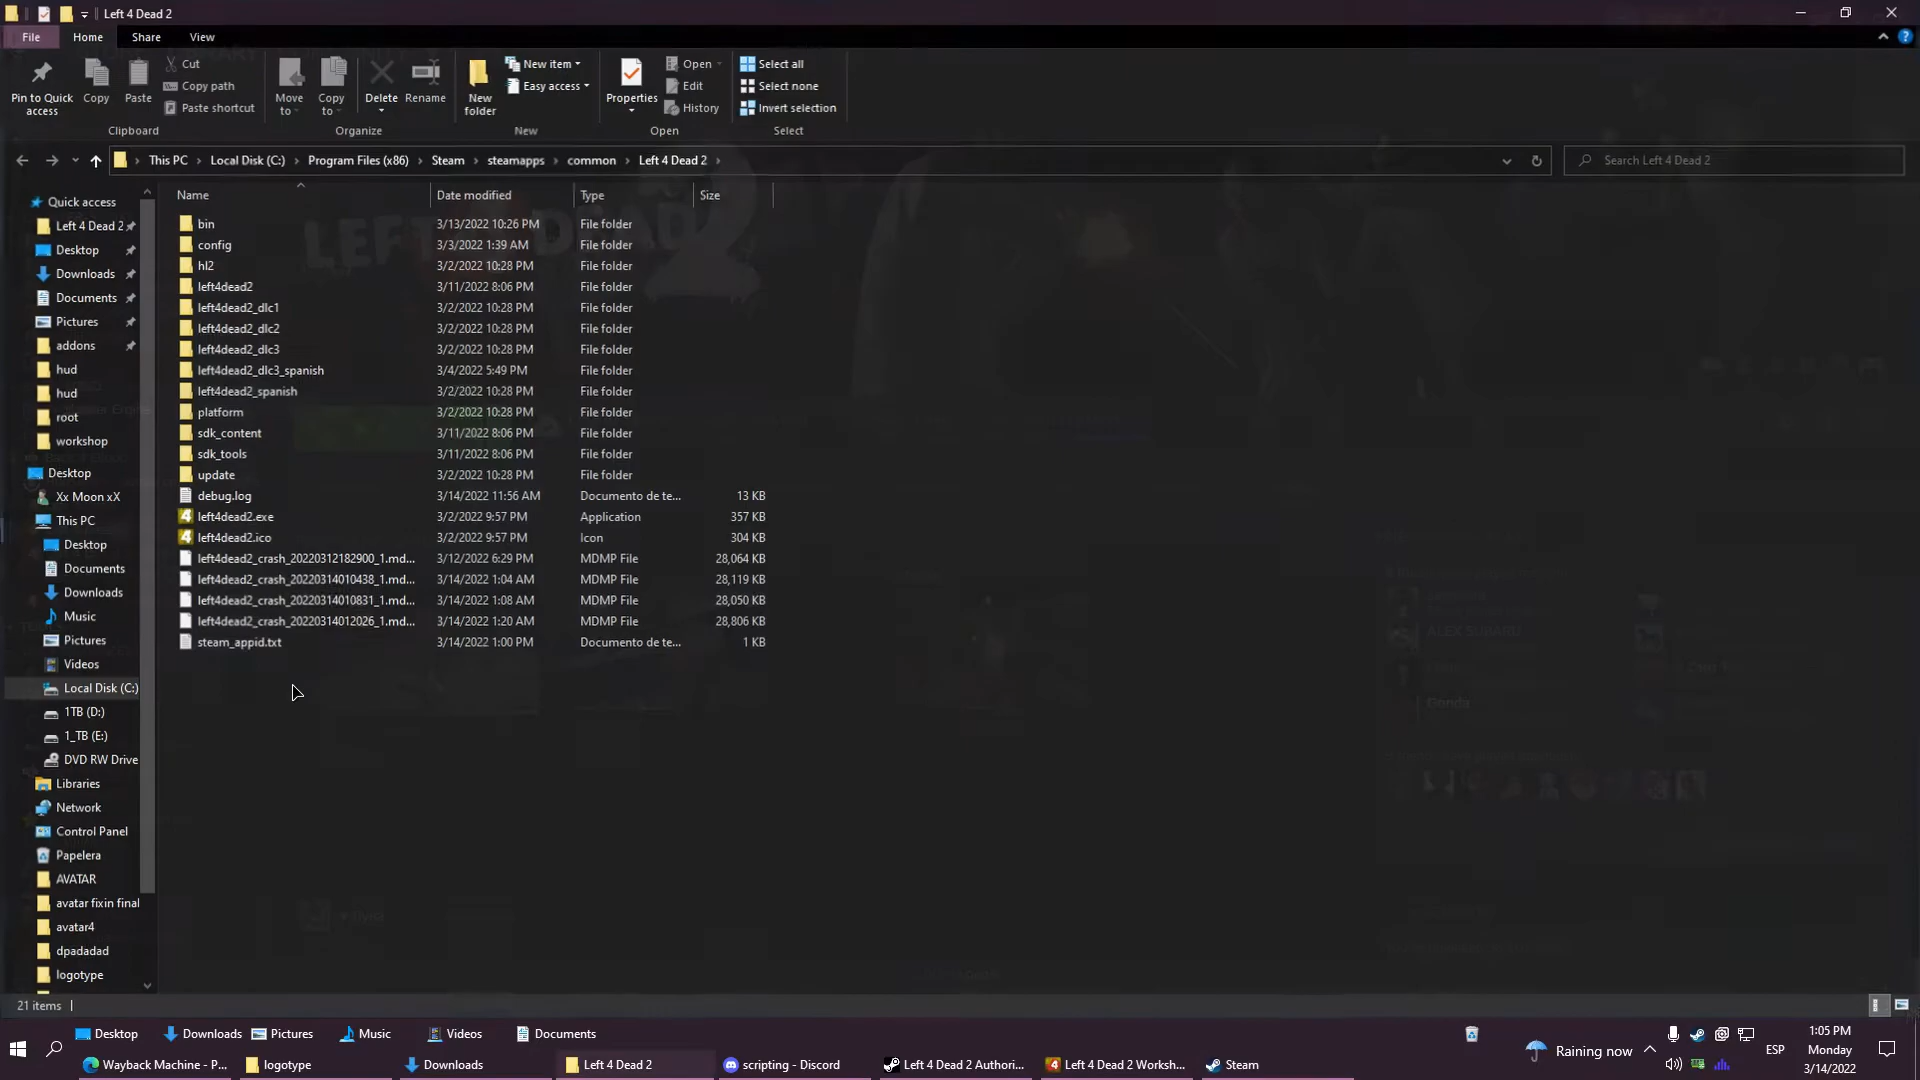 Left 4 Dead 2
File Home Share View
Pin to Quick access
Copy
Paste
Cut
Copy path
Paste shortcut
Move to
Copy to
Delete
Rename
New folder
New item
Easy access
Properties
Open
Edit
History
Select all
Select none
Invert selection
Clipboard Organize New Open Select
This PC Local Disk (C:) Program Files (x86) Steam steamapps common Left 4 Dead 2
Search Left 4 Dead 2
Name Date modified Type Size
bin 3/13/2022 10:26 PM File folder
config 3/3/2022 1:39 AM File folder
hl2 3/2/2022 10:28 PM File folder
left4dead2 3/11/2022 8:06 PM File folder
left4dead2_dlc1 3/2/2022 10:28 PM File folder
left4dead2_dlc2 3/2/2022 10:28 PM File folder
left4dead2_dlc3 3/2/2022 10:28 PM File folder
left4dead2_dlc3_spanish 3/4/2022 5:49 PM File folder
left4dead2_spanish 3/2/2022 10:28 PM File folder
platform 3/2/2022 10:28 PM File folder
sdk_content 3/11/2022 8:06 PM File folder
sdk_tools 3/11/2022 8:06 PM File folder
update 3/2/2022 10:28 PM File folder
debug.log 3/14/2022 11:56 AM Documento de te... 13 KB
left4dead2.exe 3/2/2022 9:57 PM Application 357 KB
left4dead2.ico 3/2/2022 9:57 PM Icon 304 KB
left4dead2_crash_20220312182900_1.md... 3/12/2022 6:29 PM MDMP File 28,064 KB
left4dead2_crash_20220314010438_1.md... 3/14/2022 1:04 AM MDMP File 28,119 KB
left4dead2_crash_20220314010831_1.md... 3/14/2022 1:08 AM MDMP File 28,050 KB
left4dead2_crash_20220314012026_1.md... 3/14/2022 1:20 AM MDMP File 28,806 KB
steam_appid.txt 3/14/2022 1:00 PM Documento de te... 1 KB
Quick access
Left 4 Dead 2
Desktop
Downloads
Documents
Pictures
addons
hud
hud
root
workshop
Desktop
Xx Moon xX
This PC
Desktop
Documents
Downloads
Music
Pictures
Videos
Local Disk (C:)
1TB (D:)
1_TB (E:)
DVD RW Drive
Libraries
Network
Control Panel
Papelera
AVATAR
avatar fixin final
avatar4
dpadadad
logotype
LEFT 4 DEAD 2
Gonda
21 items
Desktop Downloads Pictures Music Videos Documents
Wayback Machine - P... logotype Downloads Left 4 Dead 2 scripting - Discord Left 4 Dead 2 Authori... Left 4 Dead 2 Worksh... Steam
Raining now
ESP
1:05 PM
Monday
3/14/2022